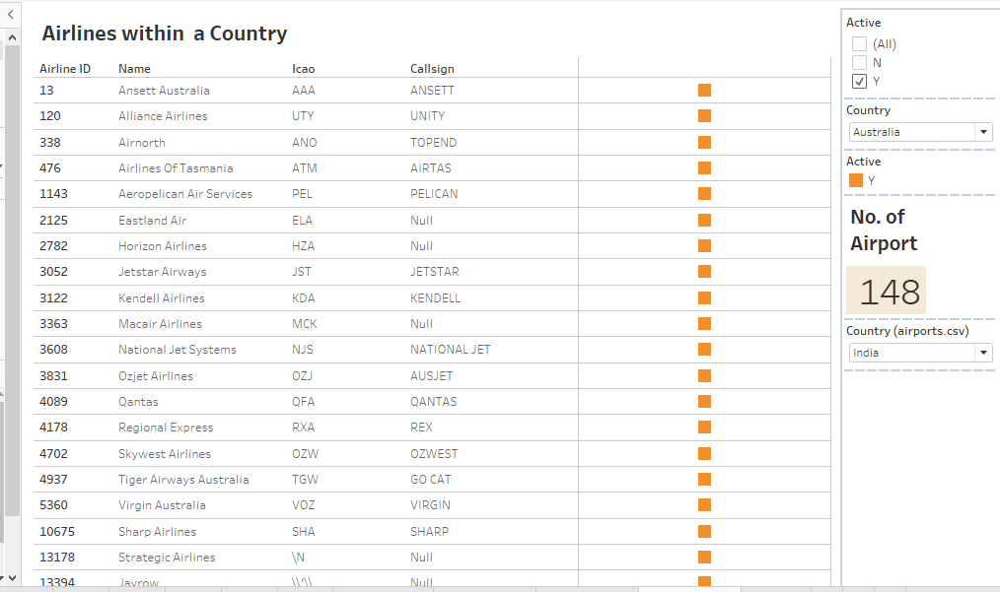 Airlines within a Country
Airline ID Name Icao Callsign
13 Ansett Australia AAA ANSETT
120 Alliance Airlines UTY UNITY
338 Airnorth ANO TOPEND
476 Airlines Of Tasmania ATM AIRTAS
1143 Aeropelican Air Services PEL PELICAN
2125 Eastland Air ELA Null
2782 Horizon Airlines HZA Null
3052 Jetstar Airways JST JETSTAR
3122 Kendell Airlines KDA KENDELL
3363 Macair Airlines MCK Null
3608 National Jet Systems NJS NATIONAL JET
3831 Ozjet Airlines OZJ AUSJET
4089 Qantas QFA QANTAS
4178 Regional Express RXA REX
4702 Skywest Airlines OZW OZWEST
4937 Tiger Airways Australia TGW GO CAT
5360 Virgin Australia VOZ VIRGIN
10675 Sharp Airlines SHA SHARP
13178 Strategic Airlines \N Null
13394 Jayrow \\'\\ Null
Active
(All)
N
Y
Country
Australia
Active
Y
No. of
Airport
148
Country (airports.csv)
India